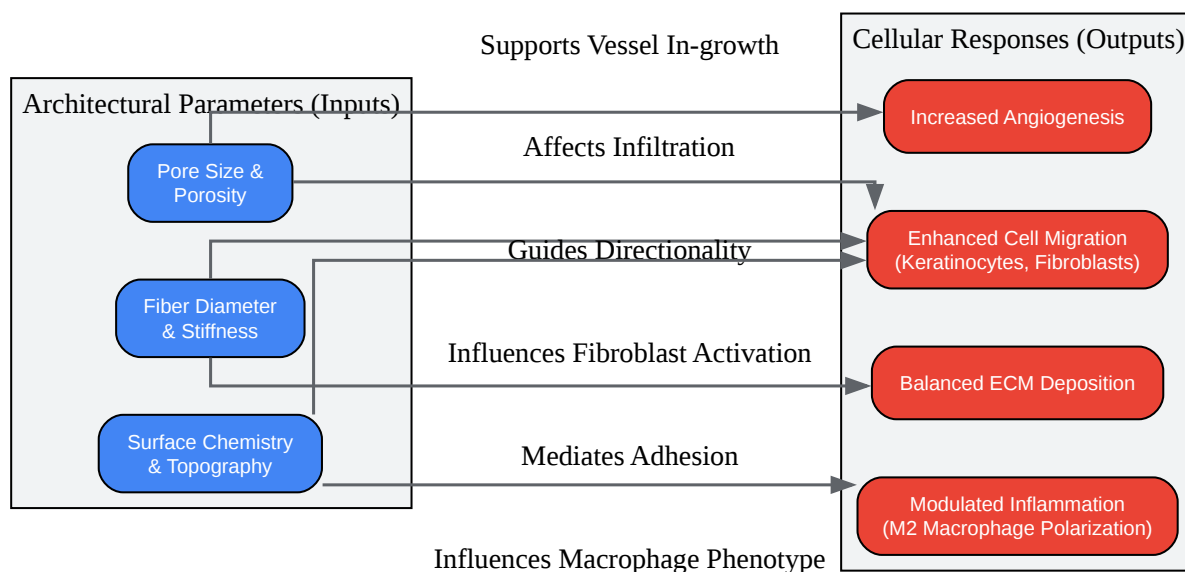 Supports Vessel In-growth
Cellular Responses (Outputs)
Architectural Parameters (Inputs)
Increased Angiogenesis
Affects Infiltration
Pore Size &
Porosity
Enhanced Cell Migration
(Keratinocytes, Fibroblasts)
Guides Directionality
Fiber Diameter
& Stiffness
Influences Fibroblast Activation
Balanced ECM Deposition
Surface Chemistry
& Topography
Mediates Adhesion
Modulated Inflammation
(M2 Macrophage Polarization)
Influences Macrophage Phenotype